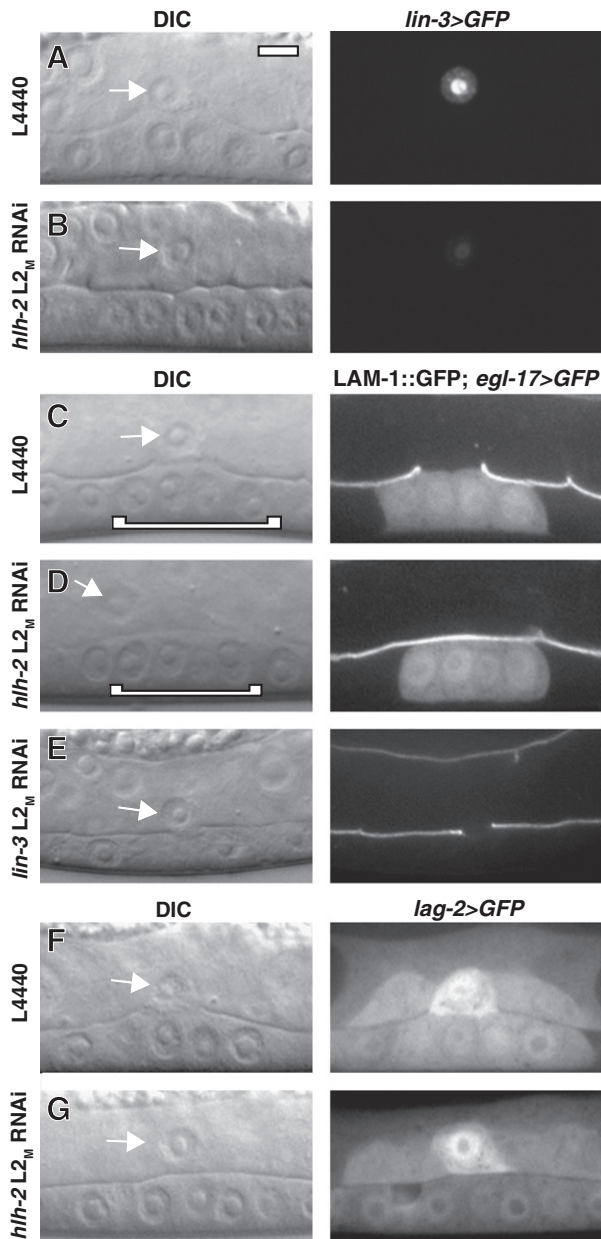 DIC lin-3>GFP
A
L4440
B
hlh-2 L2M RNAi
DIC LAM-1::GFP; egl-17>GFP
C
L4440
D
hlh-2 L2M RNAi
E
lin-3 L2M RNAi
DIC lag-2>GFP
F
L4440
G
hlh-2 L2M RNAi